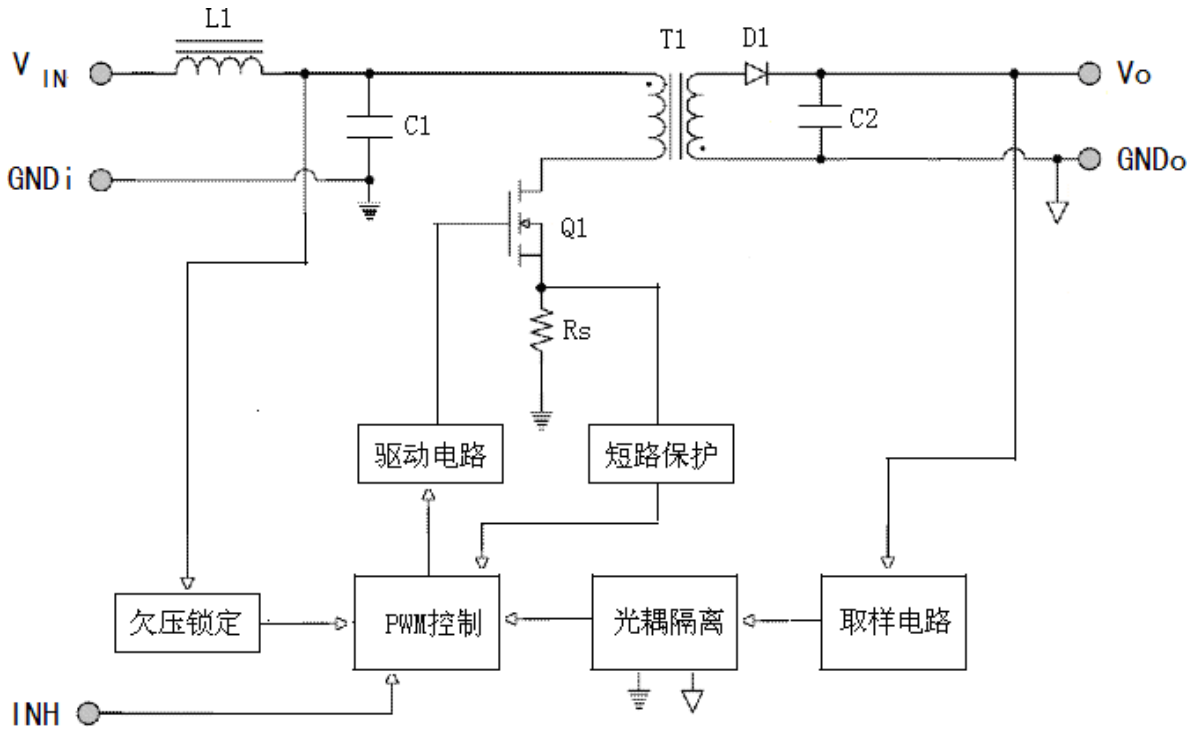 L1
T1
D1
V IN
Vo
C1
C2
GNDi
GNDo
Q1
Rs
驱动电路
短路保护
欠压锁定
PWM控制
光耦隔离
取样电路
INH